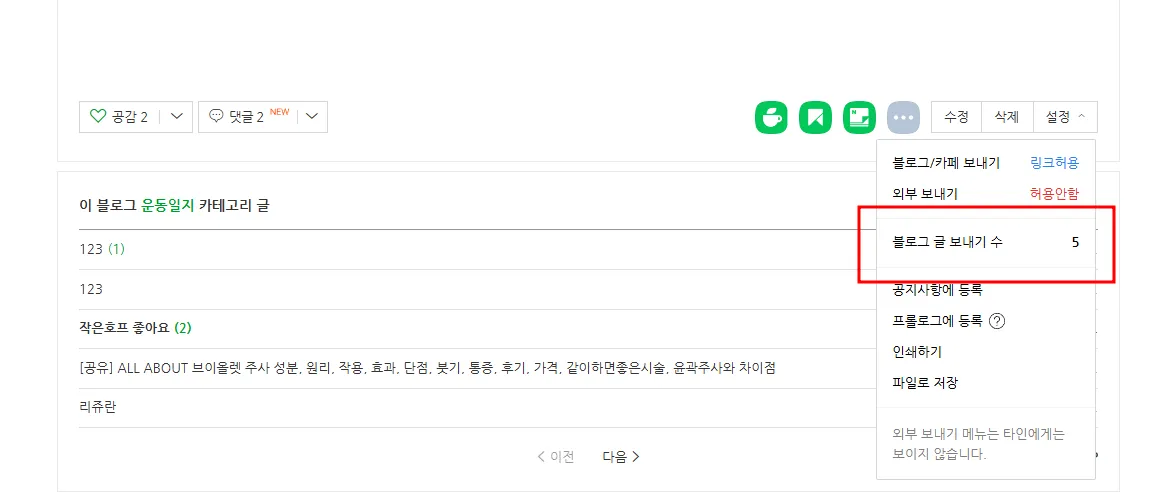 공감 2
댓글 2 NEW
수정
삭제
설정
블로그/카페 보내기 링크허용
외부 보내기 허용안함
블로그 글 보내기 수 5
공지사항에 등록
프롤로그에 등록 ?
인쇄하기
파일로 저장
외부 보내기 메뉴는 타인에게는
보이지 않습니다.
이 블로그 운동일지 카테고리 글
123 (1)
123
작은호프 좋아요 (2)
[공유] ALL ABOUT 브이올렛 주사 성분, 원리, 작용, 효과, 단점, 붓기, 통증, 후기, 가격, 같이하면좋은시술, 윤곽주사와 차이점
리쥬란
< 이전 다음 >